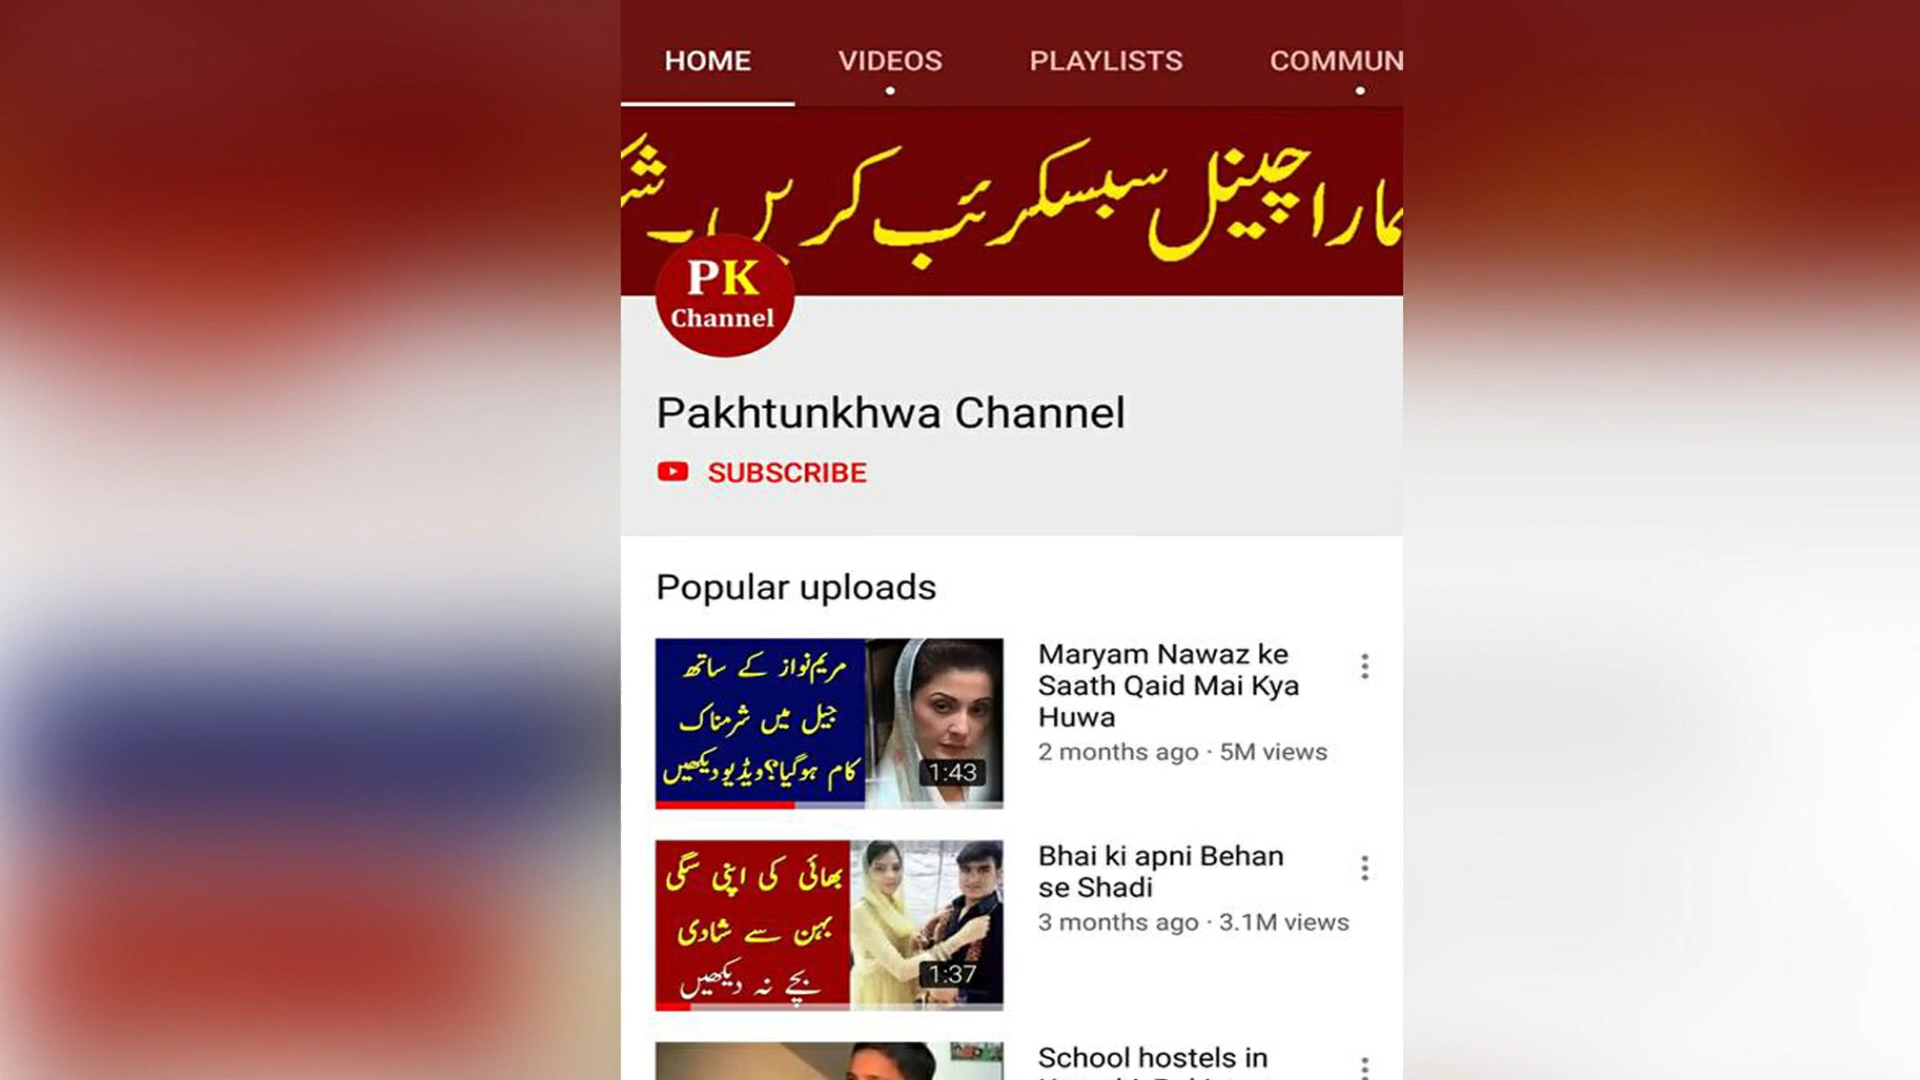 HOME VIDEOS PLAYLISTS COMMUN
ہمارا چینل سبسکرئب کریں۔ شک
PK
Channel
Pakhtunkhwa Channel
SUBSCRIBE
Popular uploads
مریم نواز کے ساتھ
جیل میں شرمناک
کام ہوگیا؟ ویڈیو دیکھیں
1:43
Maryam Nawaz ke
Saath Qaid Mai Kya
Huwa
2 months ago · 5M views
بھائی کی اپنی سگی
بہن سے شادی
بچے نہ دیکھیں
1:37
Bhai ki apni Behan
se Shadi
3 months ago · 3.1M views
School hostels in